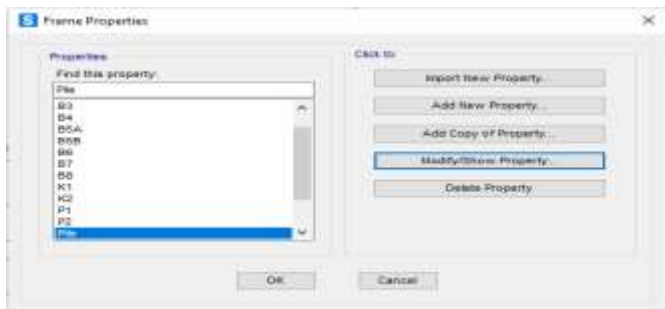 S Frame Properties
Properties
Find this property:
Pile
B3
B4
B5A
B5B
B6
B7
B8
K1
K2
P1
P2
Pile
Click to:
Import New Property...
Add New Property...
Add Copy of Property...
Modify/Show Property...
Delete Property
OK
Cancel